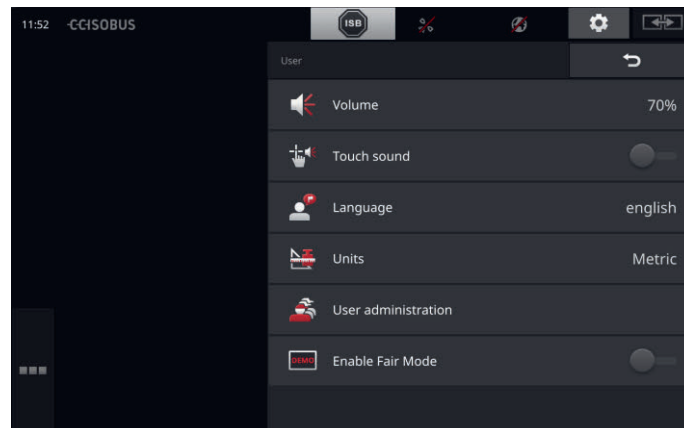 11:52 -CCISOBUS ISB
User
Volume 70%
Touch sound
Language english
Units Metric
User administration
DEMO Enable Fair Mode